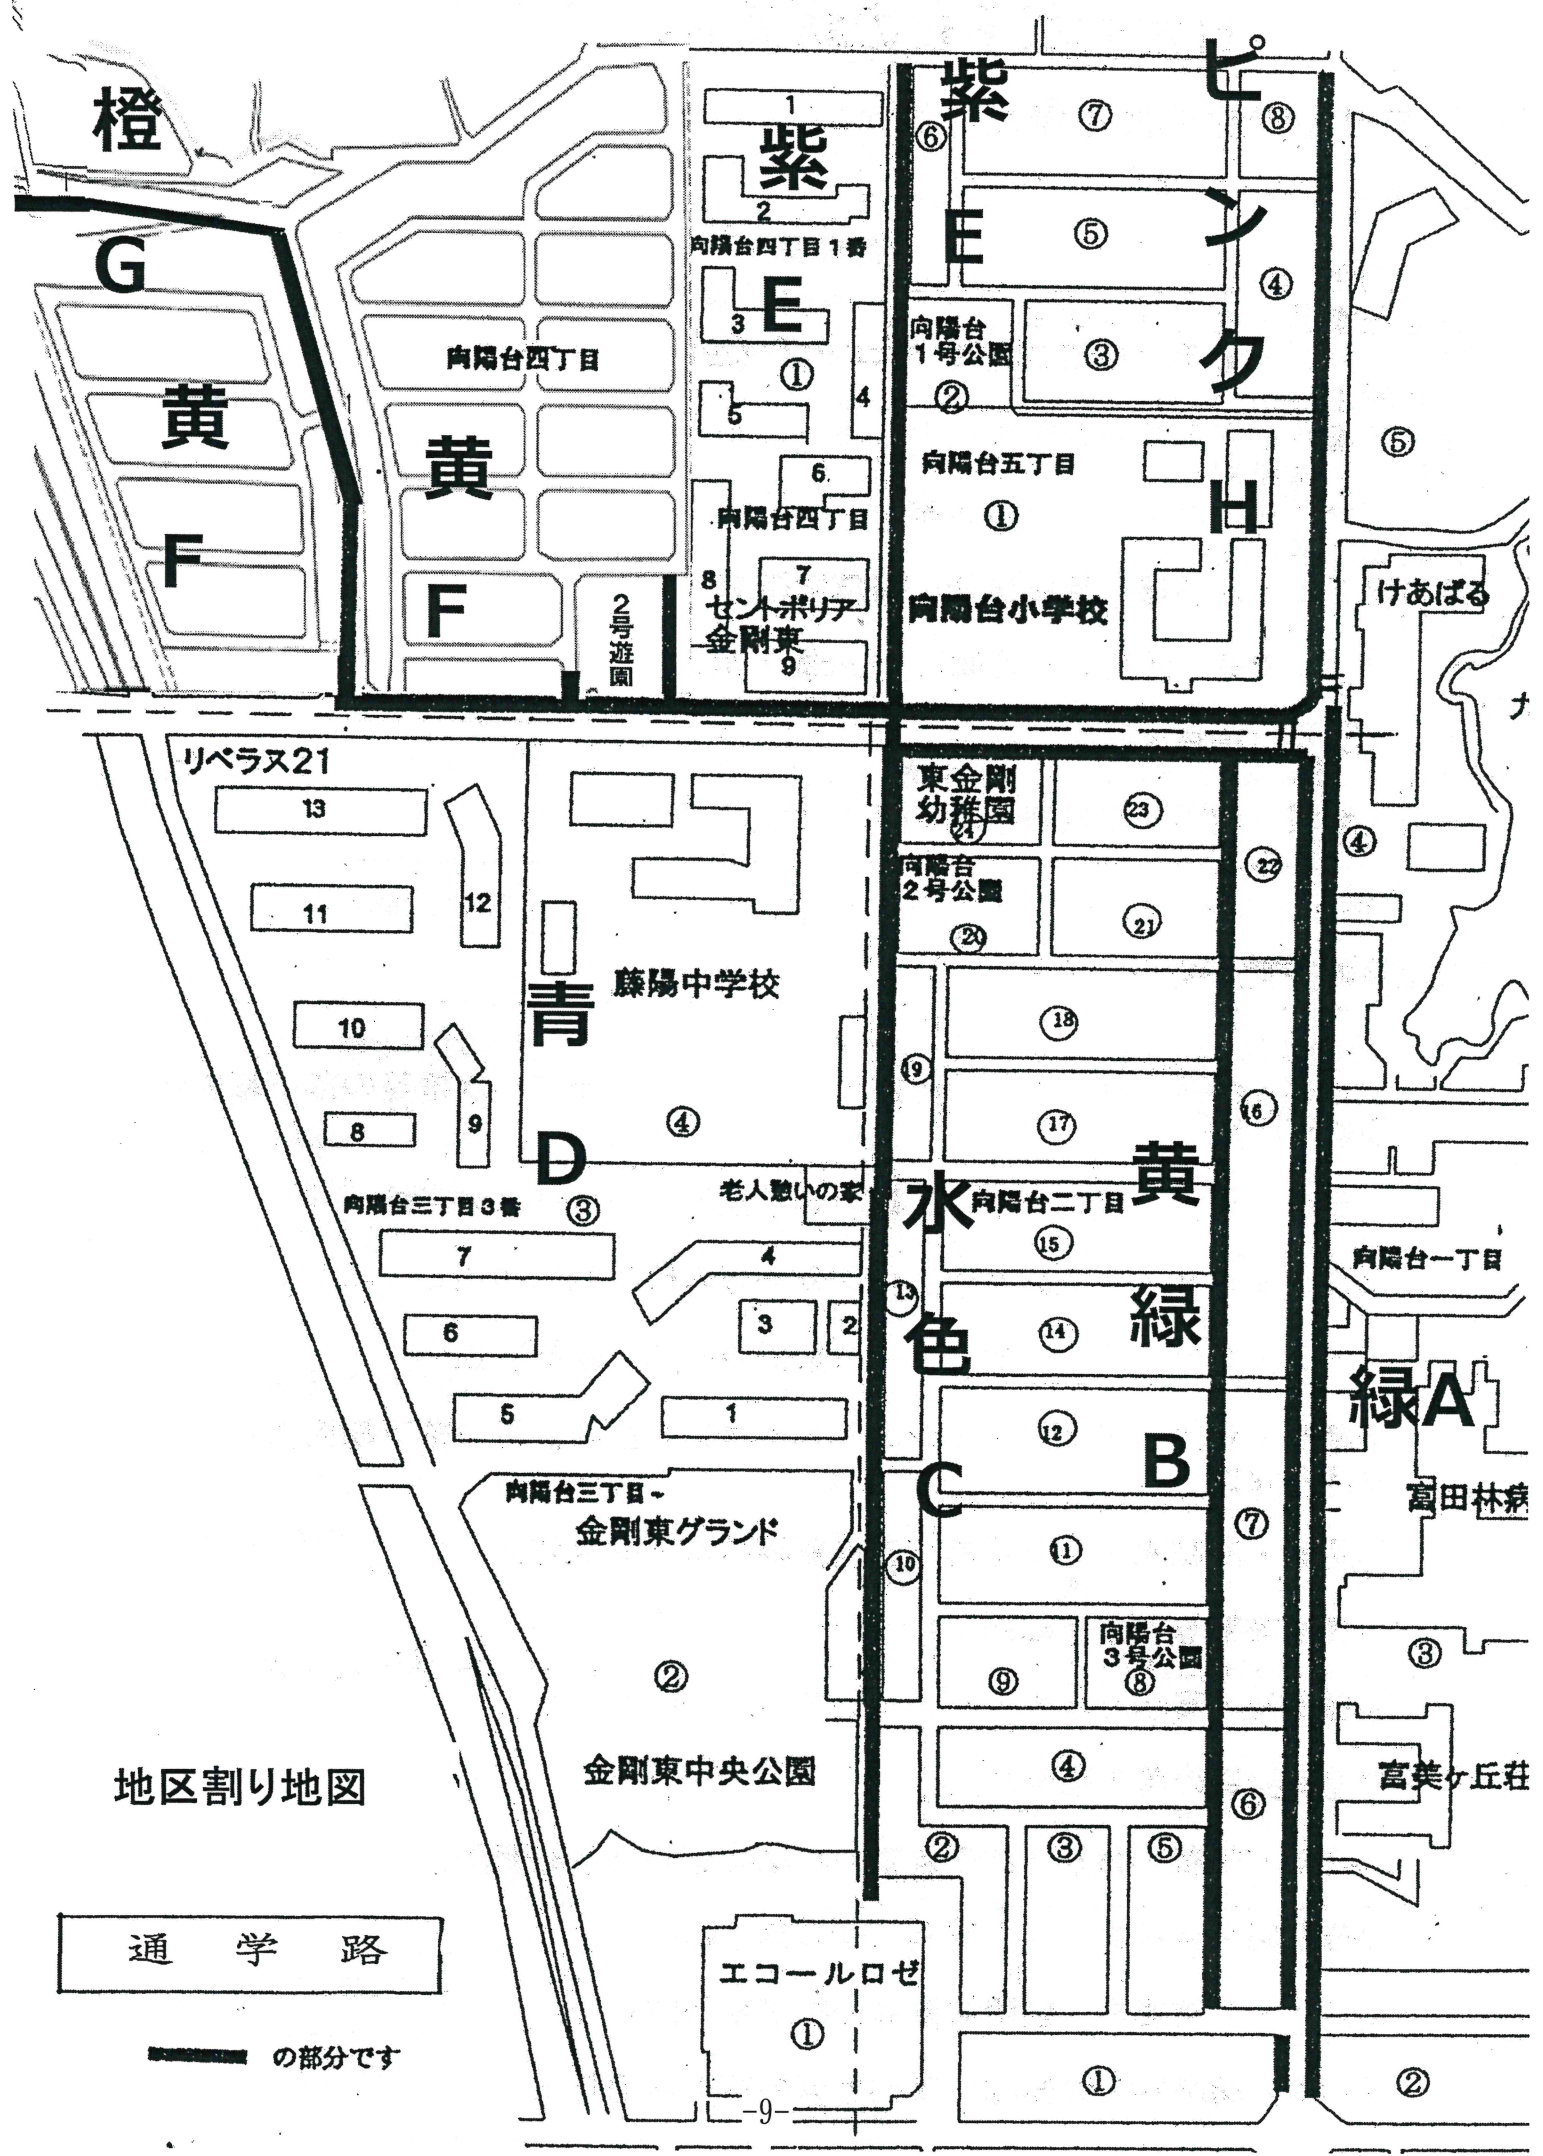 橙
紫
紫
ピンク
1
⑥
⑦
⑧
2
向陽台四丁目1番
G
E
E
⑤
④
3
向陽台
1号公園
③
②
向陽台四丁目
①
4
5
⑤
黄
黄
6
向陽台四丁目
向陽台五丁目
①
H
F
F
2号遊園
8
7
セントポリア
金剛東
9
向陽台小学校
けあぱる
リベラス21
13
12
11
10
9
8
東金剛
幼稚園
24
23
22
④
向陽台
2号公園
20
21
藤陽中学校
青
D
④
19
18
17
16
向陽台三丁目3番
③
老人憩いの家
水色
向陽台二丁目
黄緑
15
向陽台一丁目
7
4
6
3
2
13
14
5
1
12
C
B
緑A
向陽台三丁目
金剛東グランド
富田林病
⑦
11
10
②
⑨
向陽台
3号公園
⑧
③
地区割り地図
金剛東中央公園
④
⑥
富美ヶ丘荘
②
③
⑤
通学路
エコールロゼ
①
の部分です
①
②
-9-